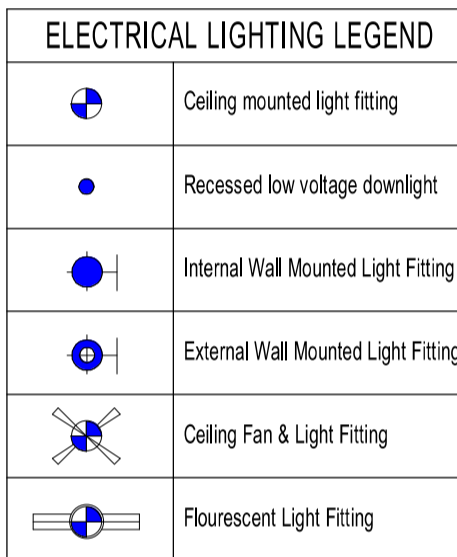 ELECTRICAL LIGHTING LEGEND
Ceiling mounted light fitting
Recessed low voltage downlight
Internal Wall Mounted Light Fitting
External Wall Mounted Light Fitting
Ceiling Fan & Light Fitting
Flourescent Light Fitting